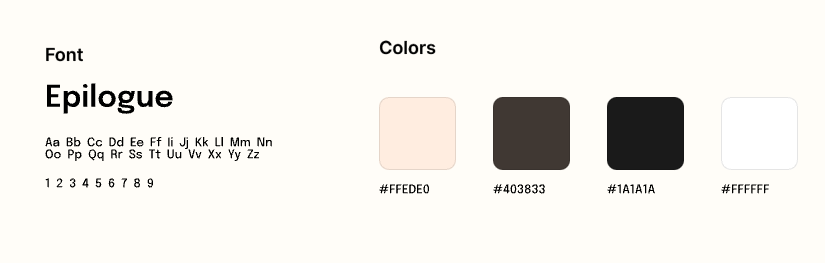 Font
Epilogue
Aa Bb Cc Dd Ee Ff Ii Jj Kk Ll Mm Nn
Oo Pp Qq Rr Ss Tt Uu Vv Xx Yy Zz
1 2 3 4 5 6 7 8 9
Colors
#FFEDE0
#403833
#1A1A1A
#FFFFFF